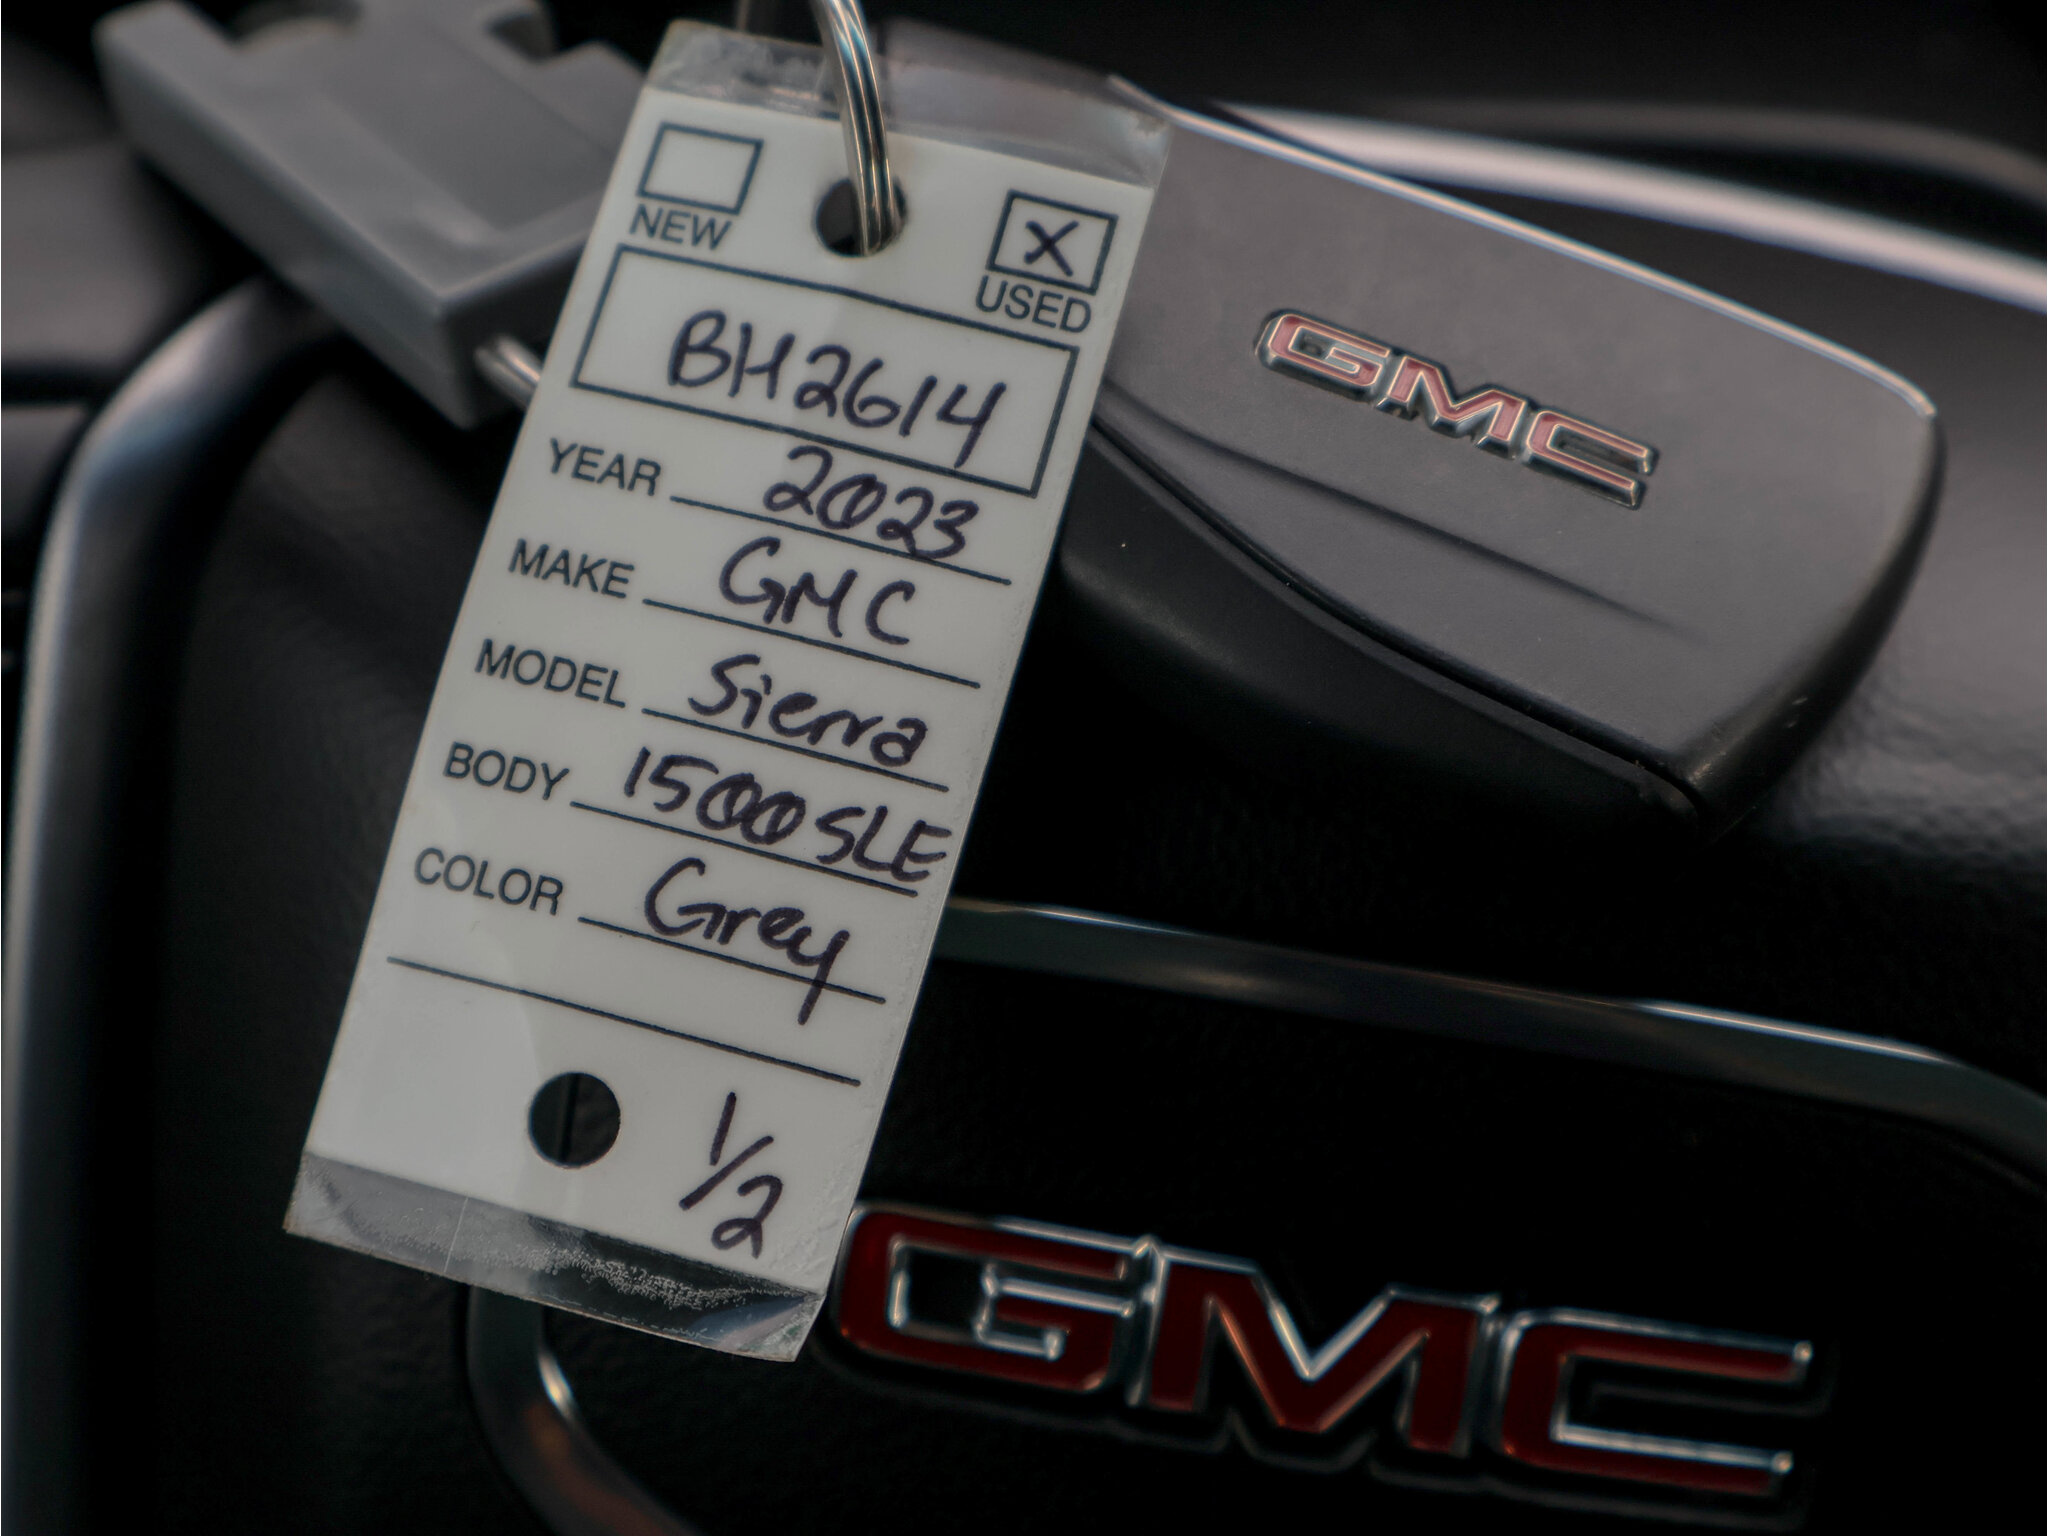 NEW
X
USED
BH2614
YEAR 2023
MAKE GMC
MODEL Sierra
BODY 1500 SLE
COLOR Grey
1/2
GMC
GMC